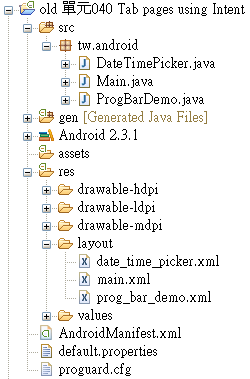 old 單元040 Tab pages using Intent
src
tw.android
DateTimePicker.java
Main.java
ProgBarDemo.java
gen [Generated Java Files]
Android 2.3.1
assets
res
drawable-hdpi
drawable-ldpi
drawable-mdpi
layout
date_time_picker.xml
main.xml
prog_bar_demo.xml
values
AndroidManifest.xml
default.properties
proguard.cfg